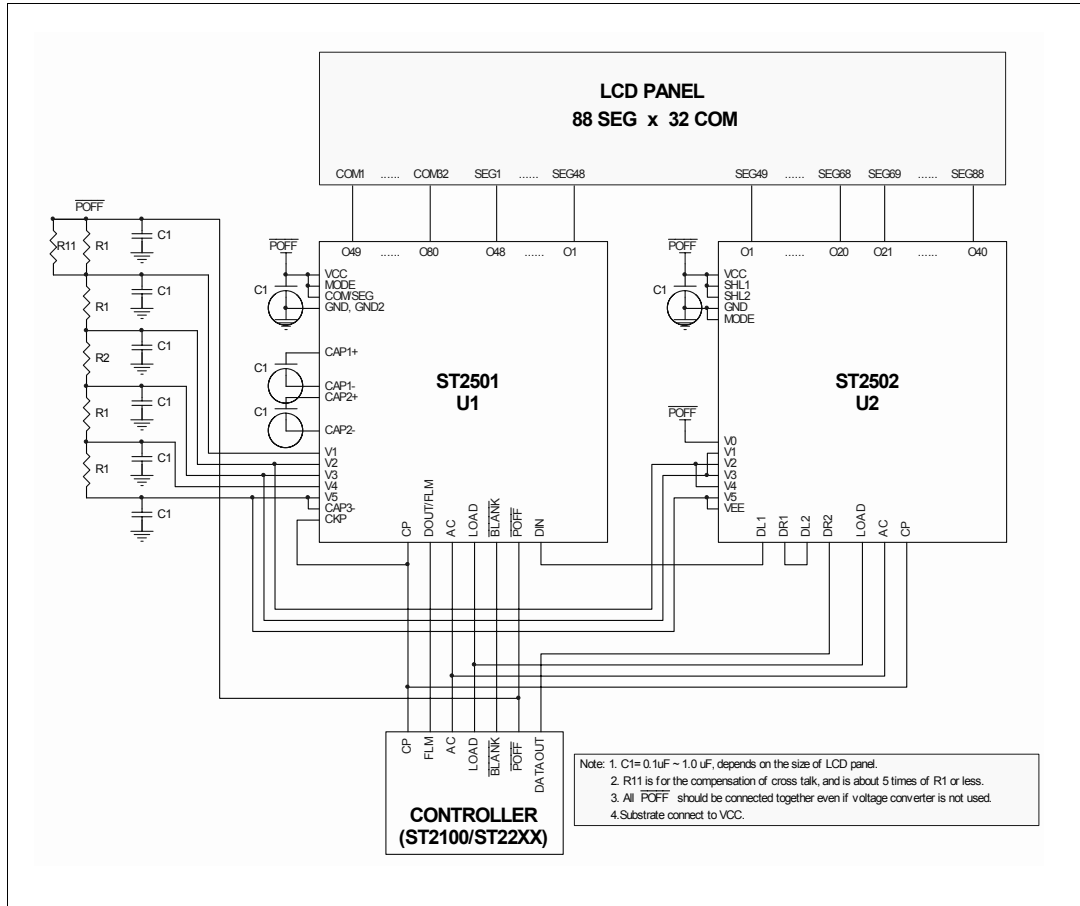 LCD PANEL
88 SEG x 32 COM
COM1 ...... COM32 SEG1 ...... SEG48 SEG49 ...... SEG68 SEG69 ...... SEG88
POFF
R11 R1 C1
R1 C1
R2 C1
R1 C1
R1 C1
C1
POFF
O49 ...... O80 O48 ...... O1
C1
VCC
MODE
COM/SEG
GND, GND2
C1
CAP1+
CAP1-
C1
CAP2+
CAP2-
ST2501
U1
V1
V2
V3
V4
V5
CAP3-
CKP
CP DOUT/FLM AC LOAD BLANK POFF DIN
POFF
O1 ...... O20 O21 ...... O40
C1
VCC
SHL1
SHL2
GND
MODE
ST2502
U2
POFF
V0
V1
V2
V3
V4
V5
VEE
DL1 DR1 DL2 DR2 LOAD AC CP
CP FLM AC LOAD BLANK POFF DATAOUT
CONTROLLER
(ST2100/ST22XX)
Note: 1. C1= 0.1uF ~ 1.0 uF, depends on the size of LCD panel.
2. R11 is for the compensation of cross talk, and is about 5 times of R1 or less.
3. All POFF should be connected together even if voltage converter is not used.
4.Substrate connect to VCC.